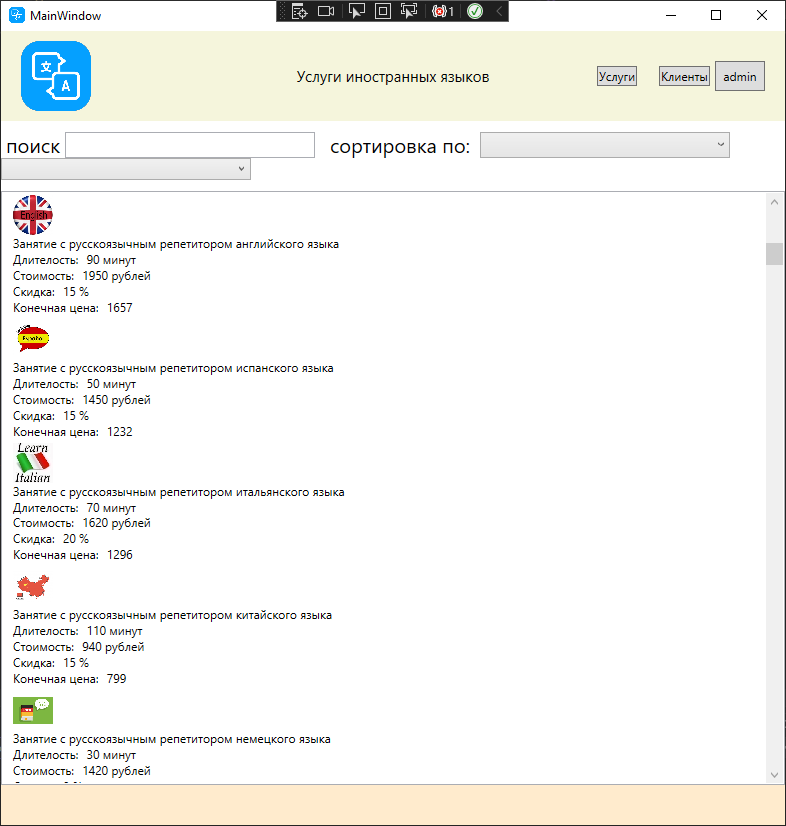 MainWindow
1
文
A
Услуги иностранных языков
Услуги
Клиенты
admin
поиск
сортировка по:
English
Занятие с русскоязычным репетитором английского языка
Длителость: 90 минут
Стоимость: 1950 рублей
Скидка: 15 %
Конечная цена: 1657
Español
Занятие с русскоязычным репетитором испанского языка
Длителость: 50 минут
Стоимость: 1450 рублей
Скидка: 15 %
Конечная цена: 1232
Learn
Italian
Занятие с русскоязычным репетитором итальянского языка
Длителость: 70 минут
Стоимость: 1620 рублей
Скидка: 20 %
Конечная цена: 1296
Занятие с русскоязычным репетитором китайского языка
Длителость: 110 минут
Стоимость: 940 рублей
Скидка: 15 %
Конечная цена: 799
Занятие с русскоязычным репетитором немецкого языка
Длителость: 30 минут
Стоимость: 1420 рублей